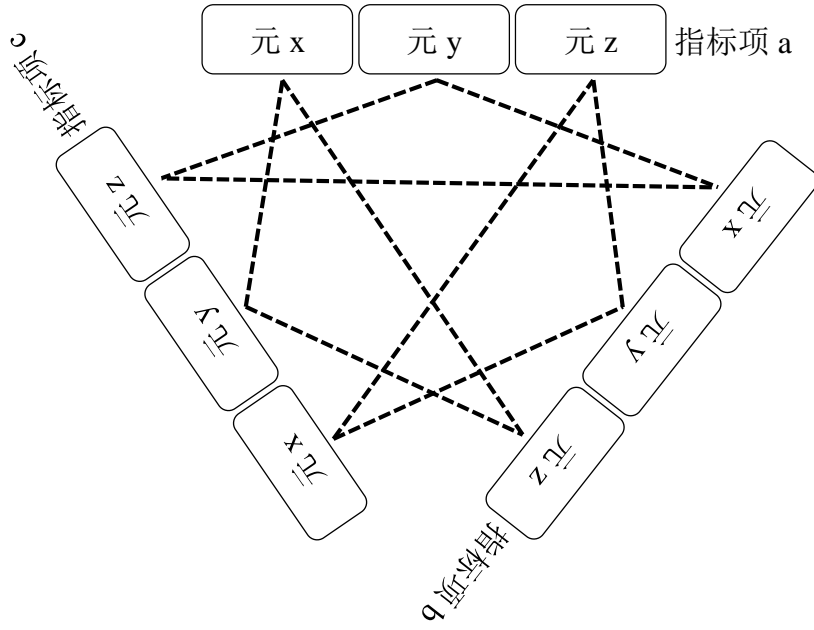 元 x 元 y 元 z 指标项 a
指标项 c
元 z
元 y
元 x
元 x
元 y
元 z
指标项 b